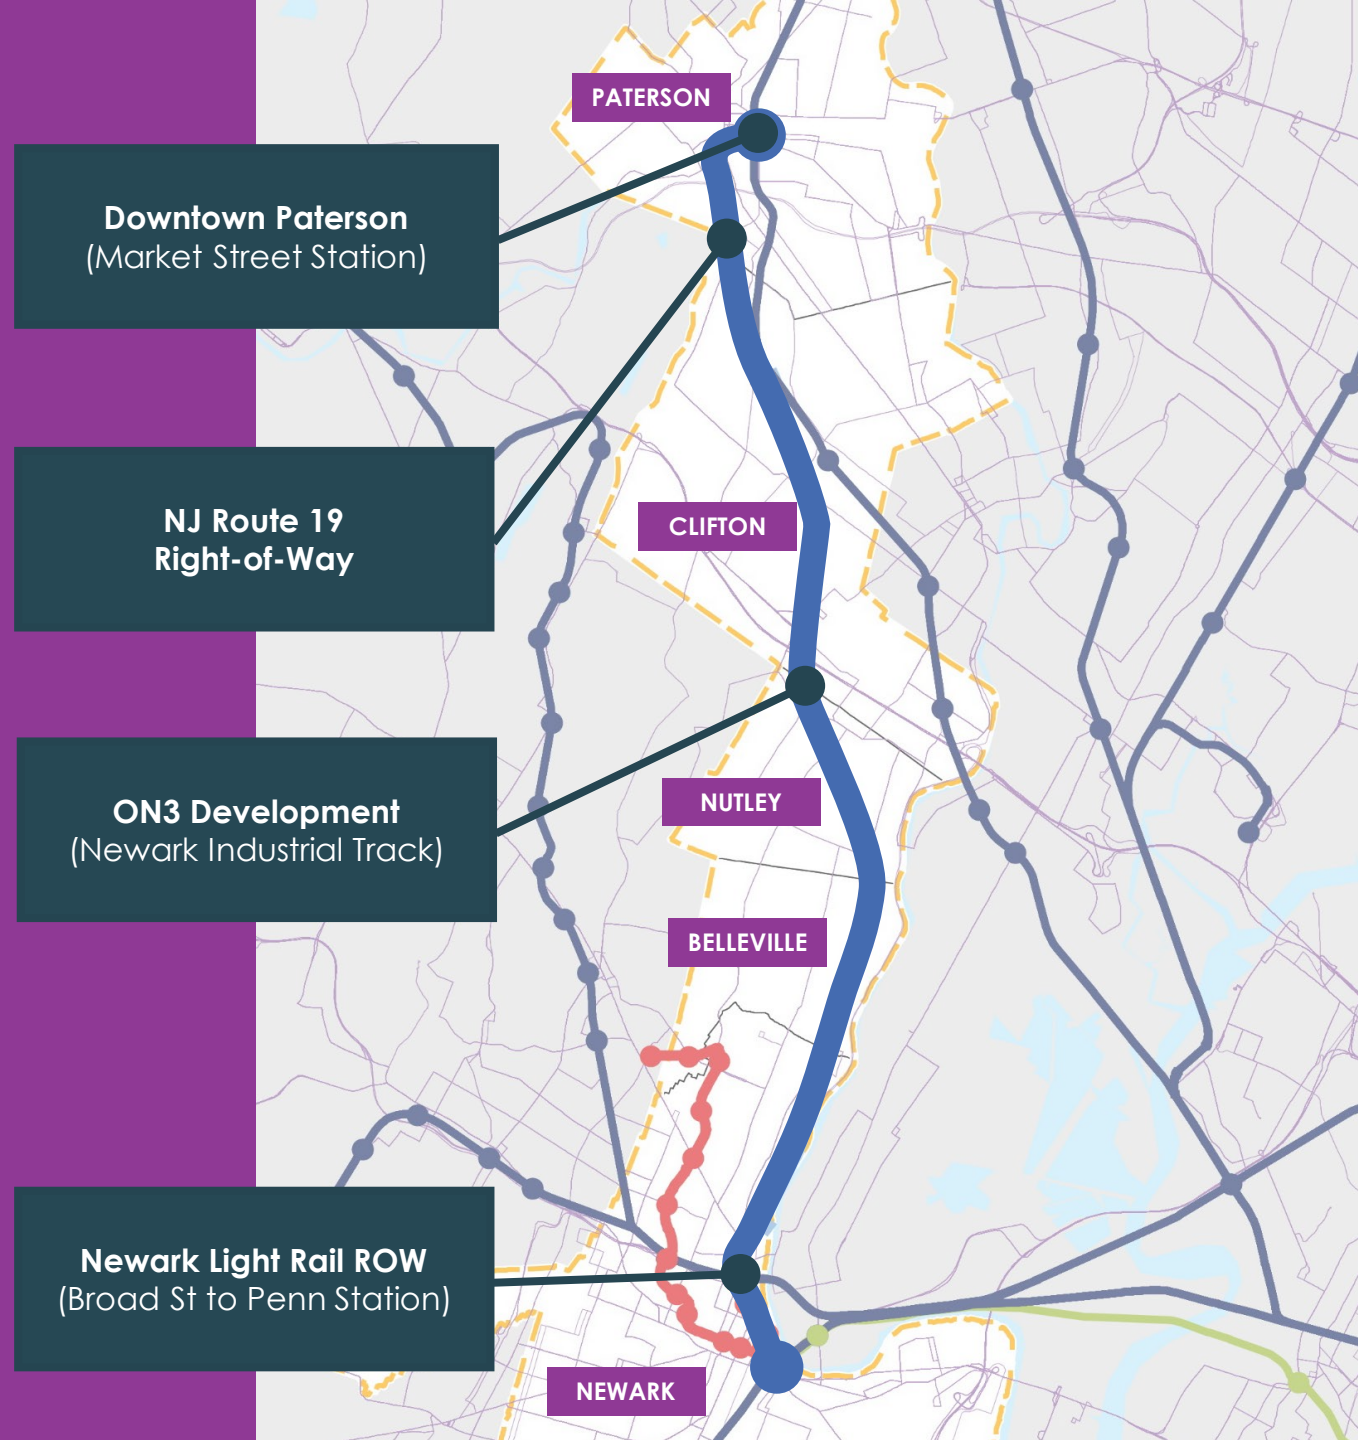 PATERSON
Downtown Paterson
(Market Street Station)
NJ Route 19
Right-of-Way
CLIFTON
ON3 Development
(Newark Industrial Track)
NUTLEY
BELLEVILLE
Newark Light Rail ROW
(Broad St to Penn Station)
NEWARK